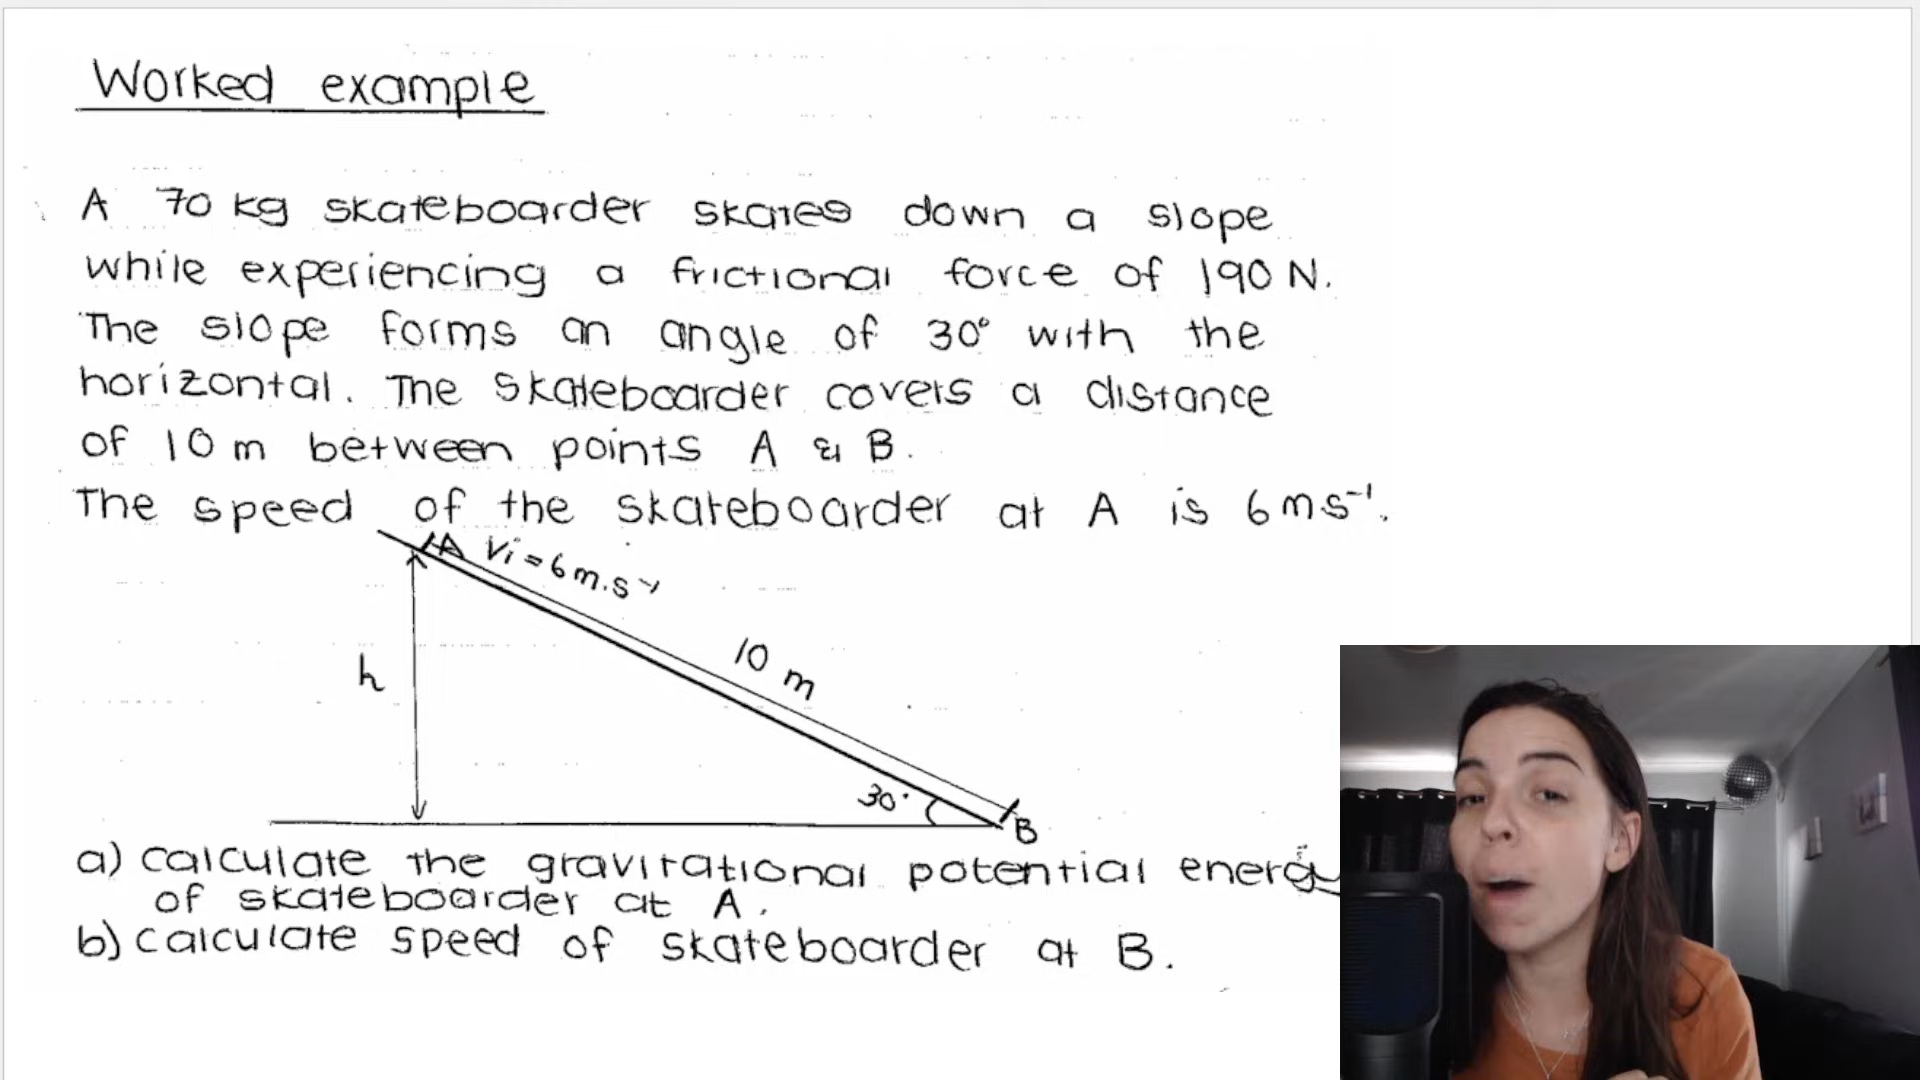 Worked example
A 70 kg skateboarder skates down a slope
while experiencing a frictional force of 190 N.
The slope forms an angle of 30° with the
horizontal. The skateboarder covers a distance
of 10 m between points A & B.
The speed of the skateboarder at A is 6 ms⁻¹.
A Vi = 6 m.s⁻¹
10 m
h
30°
B
a) calculate the gravitational potential energy
of skateboarder at A.
b) calculate speed of skateboarder at B.